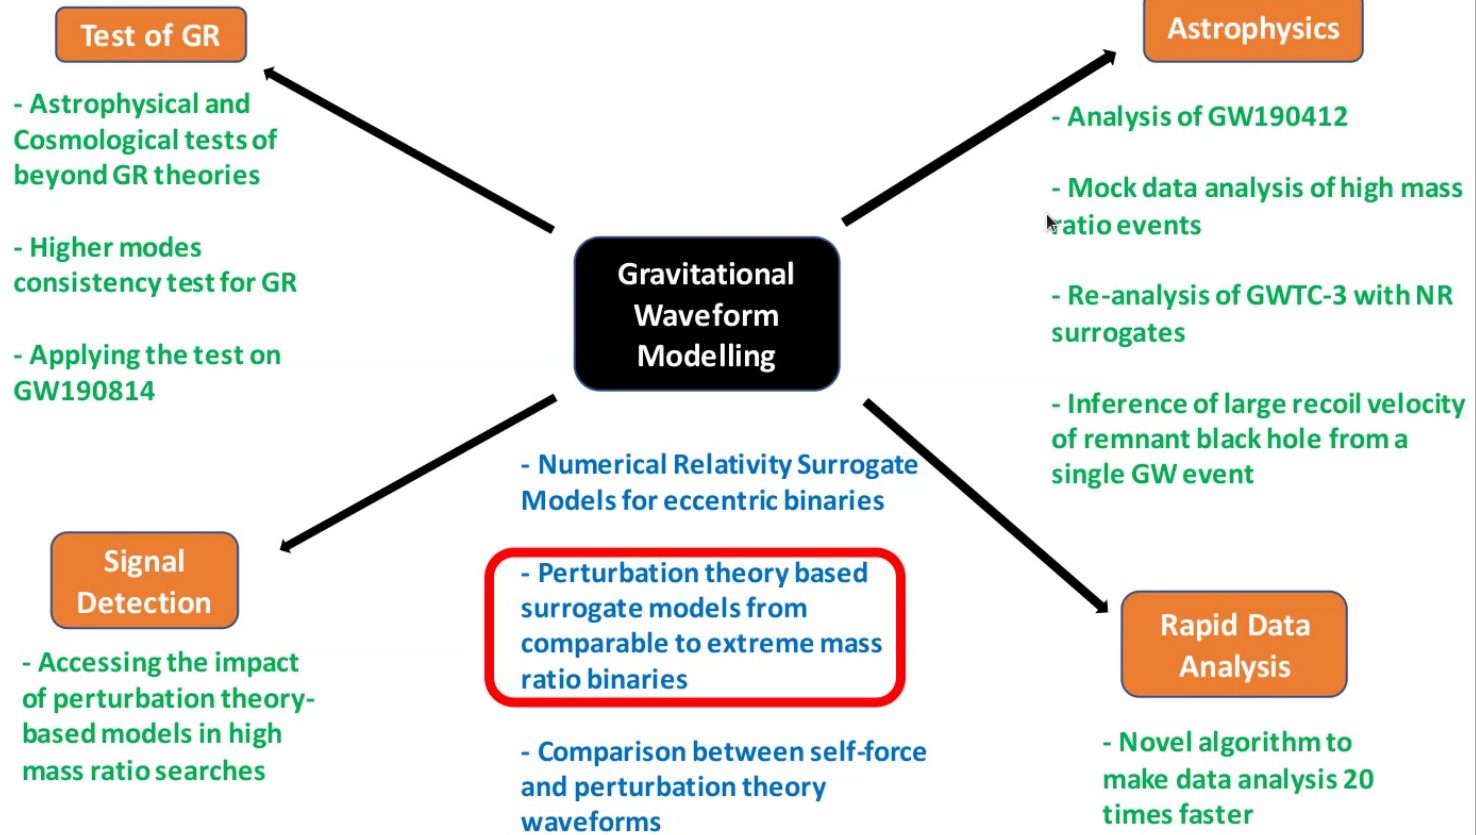 Test of GR
- Astrophysical and
Cosmological tests of
beyond GR theories
- Higher modes
consistency test for GR
- Applying the test on
GW190814
Astrophysics
- Analysis of GW190412
- Mock data analysis of high mass
ratio events
- Re-analysis of GWTC-3 with NR
surrogates
- Inference of large recoil velocity
of remnant black hole from a
single GW event
Gravitational
Waveform
Modelling
- Numerical Relativity Surrogate
Models for eccentric binaries
- Perturbation theory based
surrogate models from
comparable to extreme mass
ratio binaries
- Comparison between self-force
and perturbation theory
waveforms
Signal
Detection
- Accessing the impact
of perturbation theory-
based models in high
mass ratio searches
Rapid Data
Analysis
- Novel algorithm to
make data analysis 20
times faster